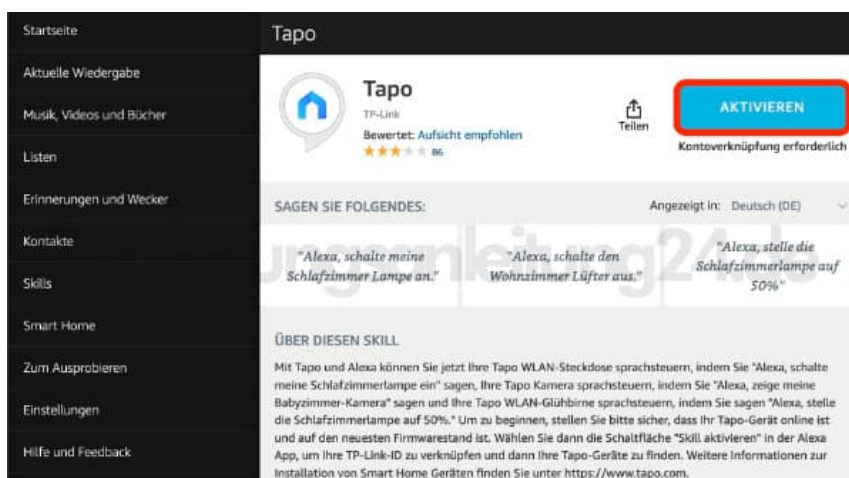 Startseite
Aktuelle Wiedergabe
Musik, Videos und Bücher
Listen
Erinnerungen und Wecker
Kontakte
Skills
Smart Home
Zum Ausprobieren
Einstellungen
Hilfe und Feedback
Tapo
Tapo
TP-Link
Bewertet: Aufsicht empfohlen
86
Teilen
AKTIVIEREN
Kontoverknüpfung erforderlich
SAGEN SIE FOLGENDES:
Angezeigt in: Deutsch (DE)
"Alexa, schalte meine
Schlafzimmer Lampe an."
"Alexa, schalte den
Wohnzimmer Lüfter aus."
"Alexa, stelle die
Schlafzimmerlampe auf
50%"
ungsanleitung24.de
ÜBER DIESEN SKILL
Mit Tapo und Alexa können Sie jetzt Ihre Tapo WLAN-Steckdose sprachsteuern, indem Sie "Alexa, schalte
meine Schlafzimmerlampe ein" sagen, Ihre Tapo Kamera sprachsteuern, indem Sie "Alexa, zeige meine
Babyzimmer-Kamera" sagen und Ihre Tapo WLAN-Glühbirne sprachsteuern, indem Sie sagen "Alexa, stelle
die Schlafzimmerlampe auf 50%." Um zu beginnen, stellen Sie bitte sicher, dass Ihr Tapo-Gerät online ist
und auf den neuesten Firmwarestand ist. Wählen Sie dann die Schaltfläche "Skill aktivieren" in der Alexa
App, um Ihre TP-Link-ID zu verknüpfen und dann Ihre Tapo-Geräte zu finden. Weitere Informationen zur
Installation von Smart Home Geräten finden Sie unter https://www.tapo.com.